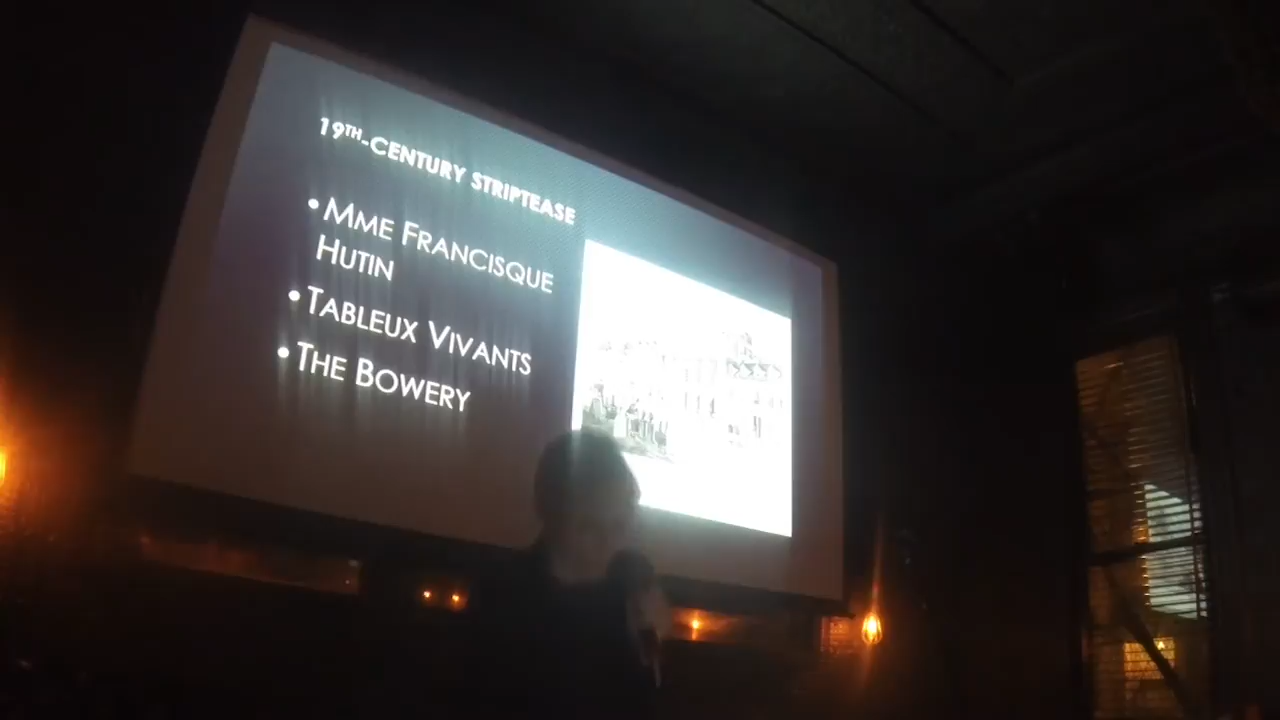 19TH-CENTURY STRIPTEASE
• MME FRANCISQUE
HUTIN
• TABLEUX VIVANTS
• THE BOWERY